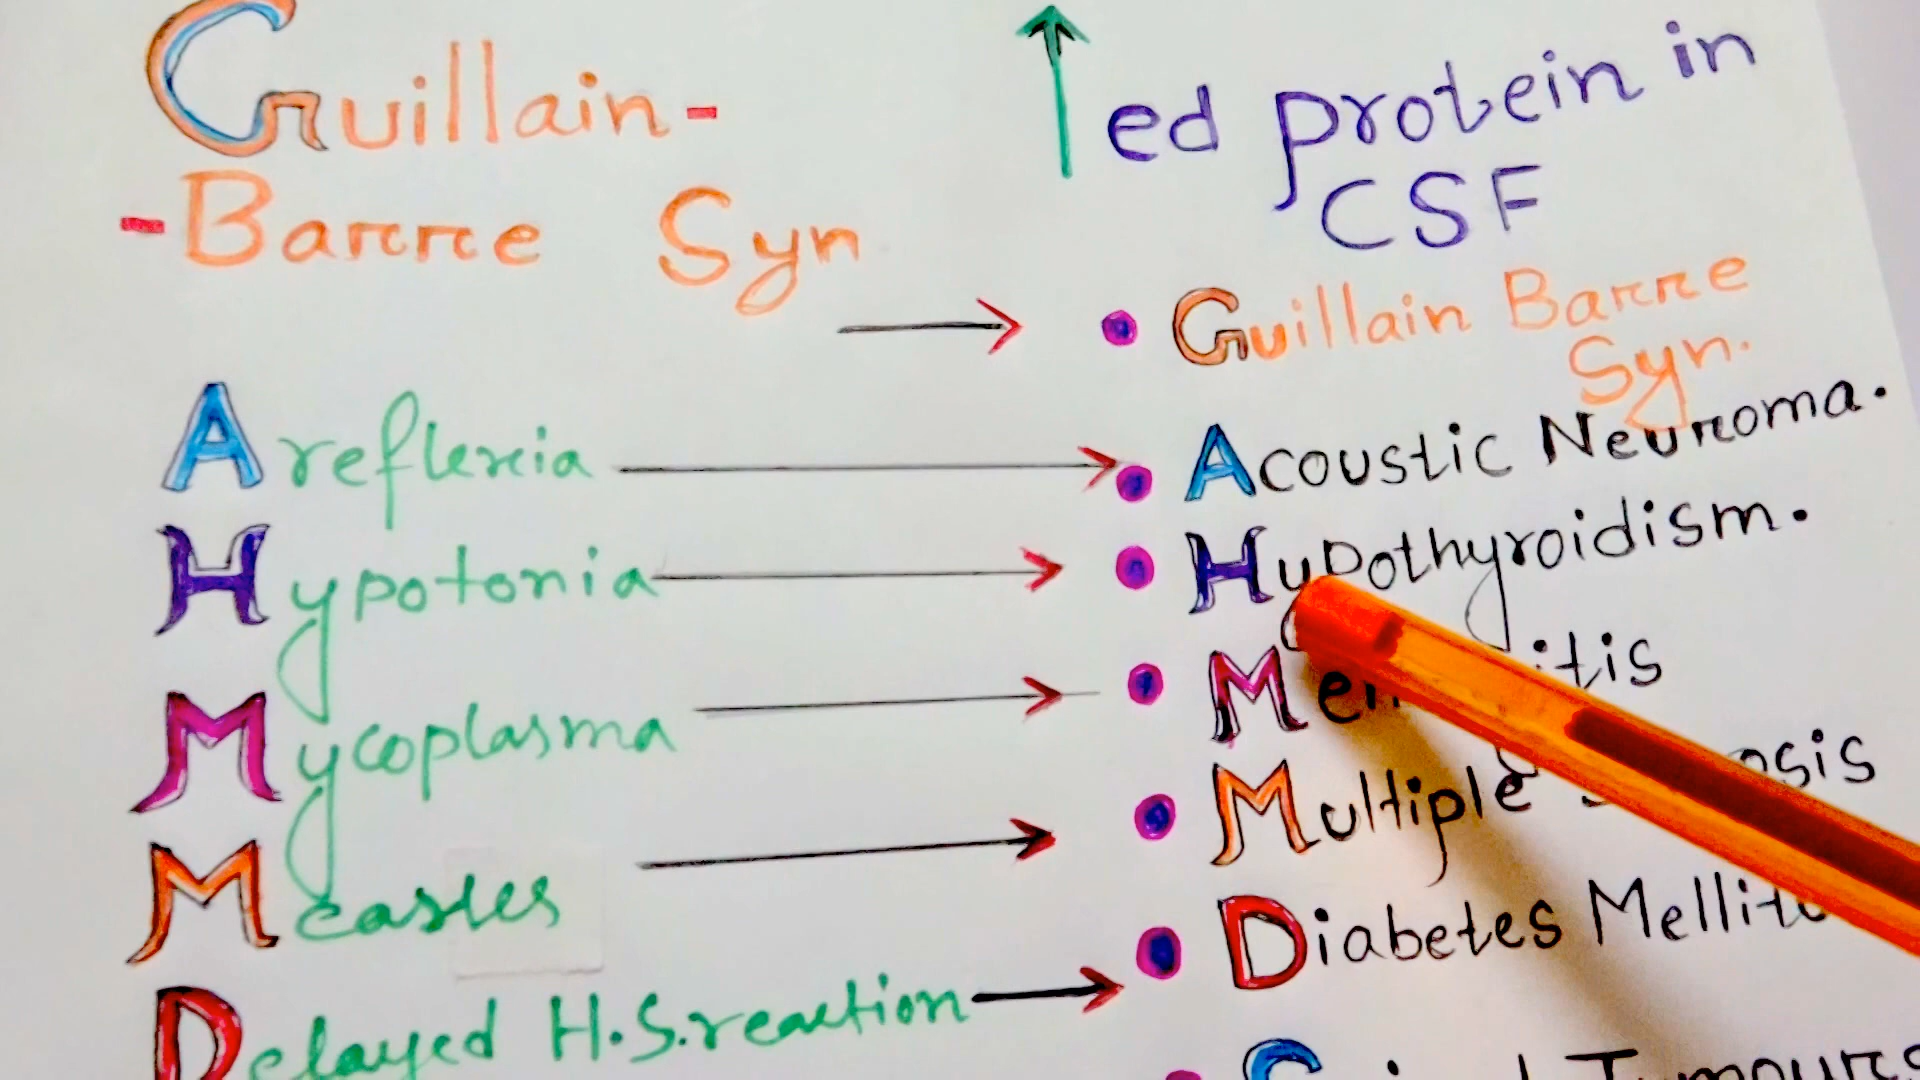 Guillain-
-Barre Syn
Areflexia
Hypotonia
Mycoplasma
Measles
Delayed H.S.reaction
↑ed protein in
CSF
Guillain Barre
Syn.
Acoustic Neuroma.
Hypothyroidism.
Multiple
Diabetes